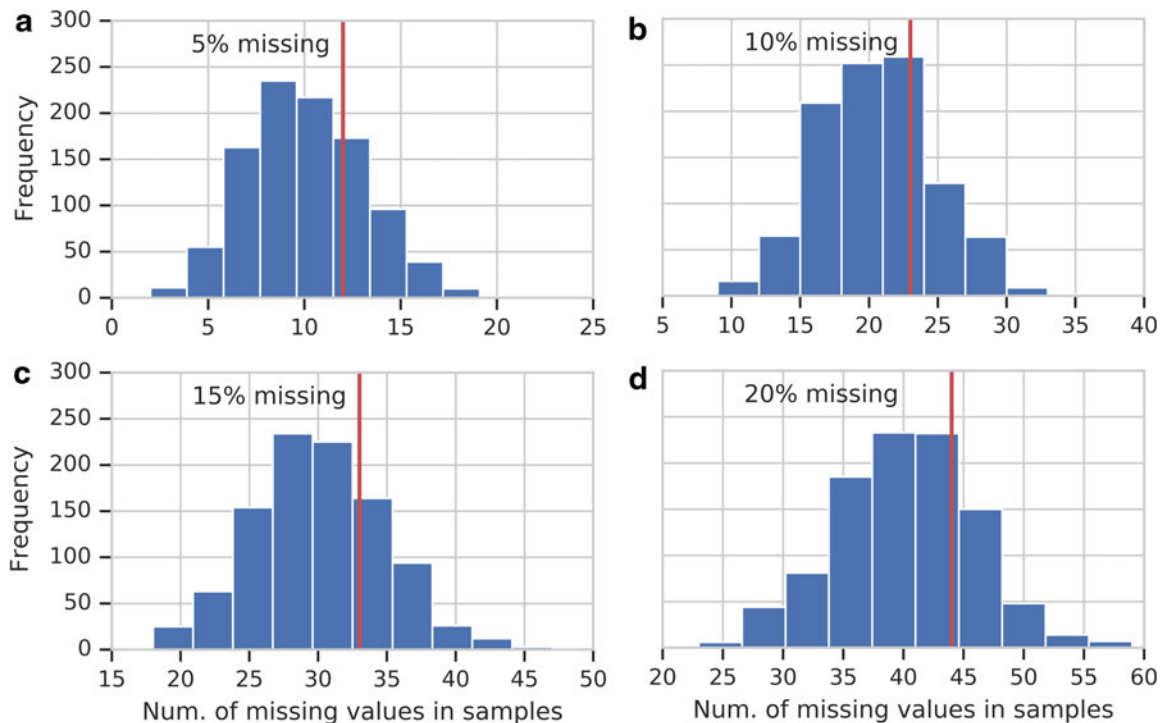 a
300
250
200
150
100
50
0
Frequency
5% missing
0 5 10 15 20 25
b
10% missing
5 10 15 20 25 30 35 40
c
300
250
200
150
100
50
0
Frequency
15% missing
15 20 25 30 35 40 45 50
Num. of missing values in samples
d
20% missing
20 25 30 35 40 45 50 55 60
Num. of missing values in samples